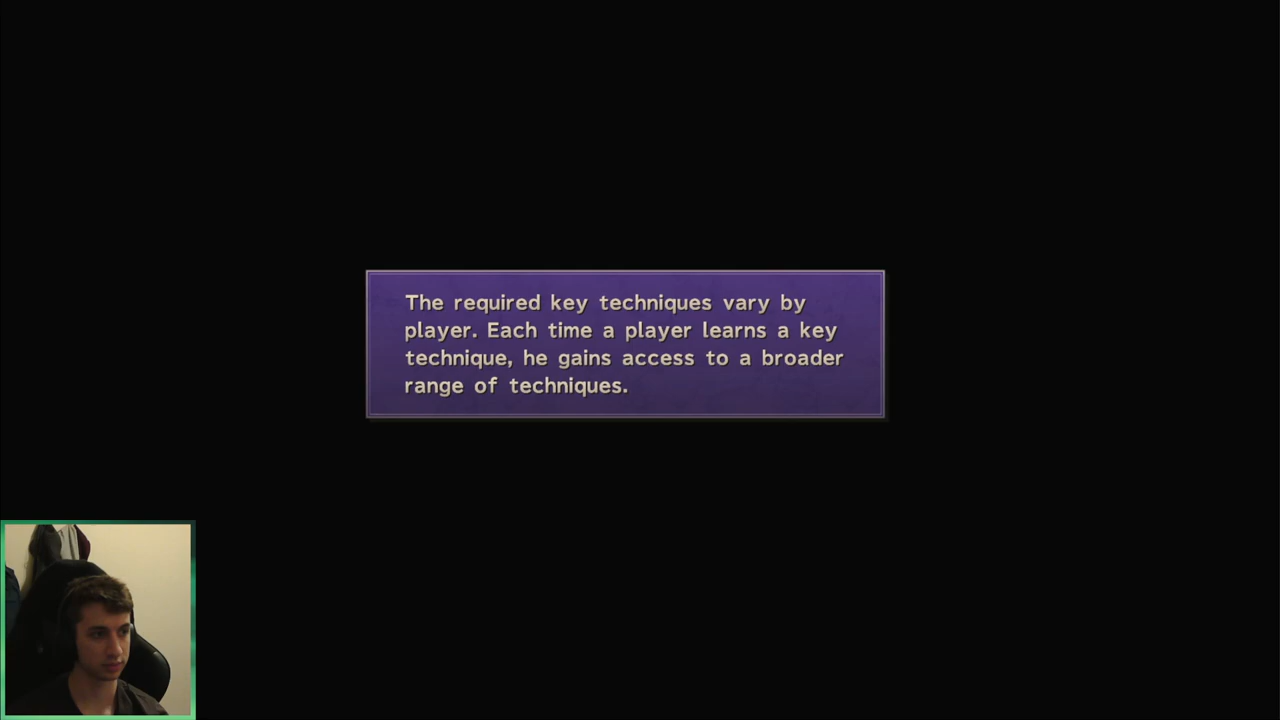 The required key techniques vary by
player. Each time a player learns a key
technique, he gains access to a broader
range of techniques.